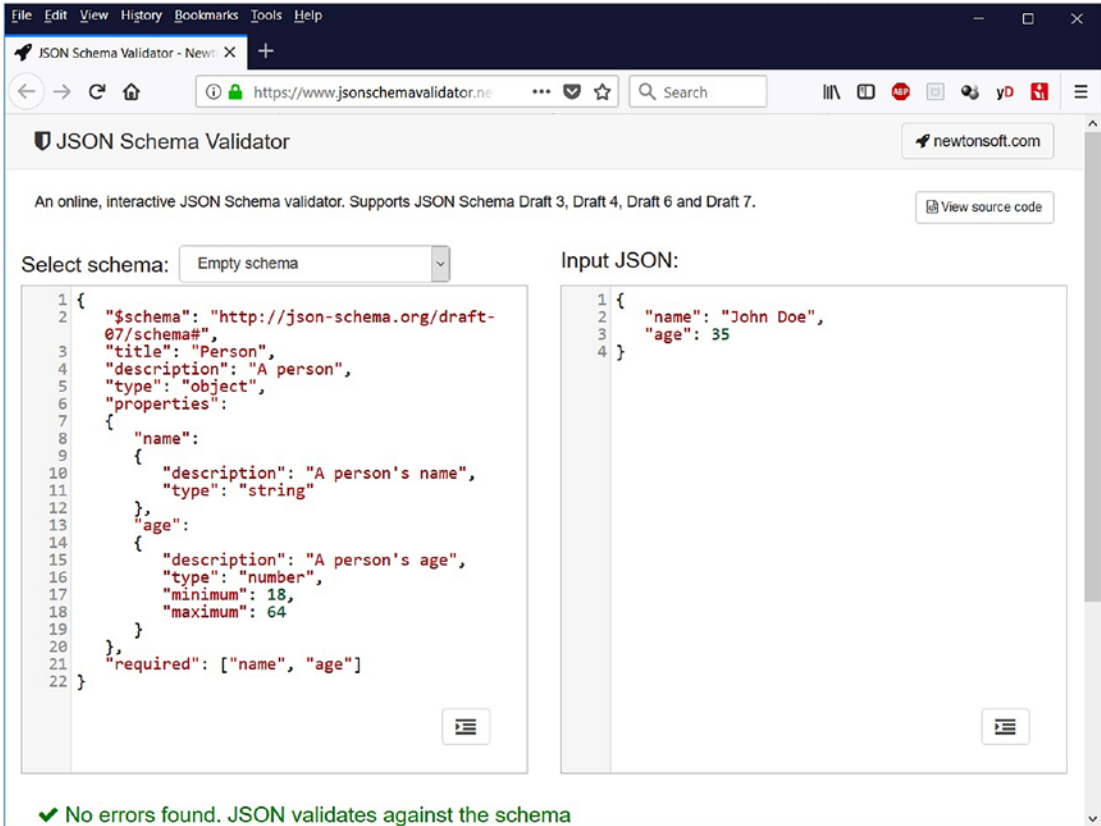 File Edit View History Bookmarks Tools Help
JSON Schema Validator - Newt
https://www.jsonschemavalidator.ne
Search
ABP
yD
JSON Schema Validator
newtonsoft.com
An online, interactive JSON Schema validator. Supports JSON Schema Draft 3, Draft 4, Draft 6 and Draft 7.
View source code
Select schema: Empty schema
1 {
2 "$schema": "http://json-schema.org/draft-
07/schema#",
3 "title": "Person",
4 "description": "A person",
5 "type": "object",
6 "properties":
7 {
8 "name":
9 {
10 "description": "A person's name",
11 "type": "string"
12 },
13 "age":
14 {
15 "description": "A person's age",
16 "type": "number",
17 "minimum": 18,
18 "maximum": 64
19 }
20 },
21 "required": ["name", "age"]
22 }
Input JSON:
1 {
2 "name": "John Doe",
3 "age": 35
4 }
No errors found. JSON validates against the schema